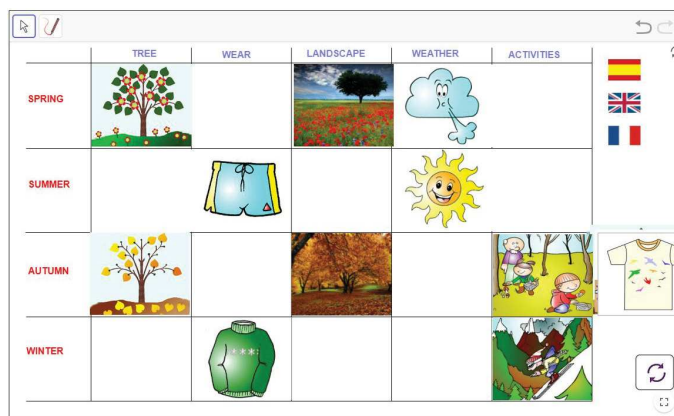 TREE WEAR LANDSCAPE WEATHER ACTIVITIES
SPRING
SUMMER
AUTUMN
WINTER